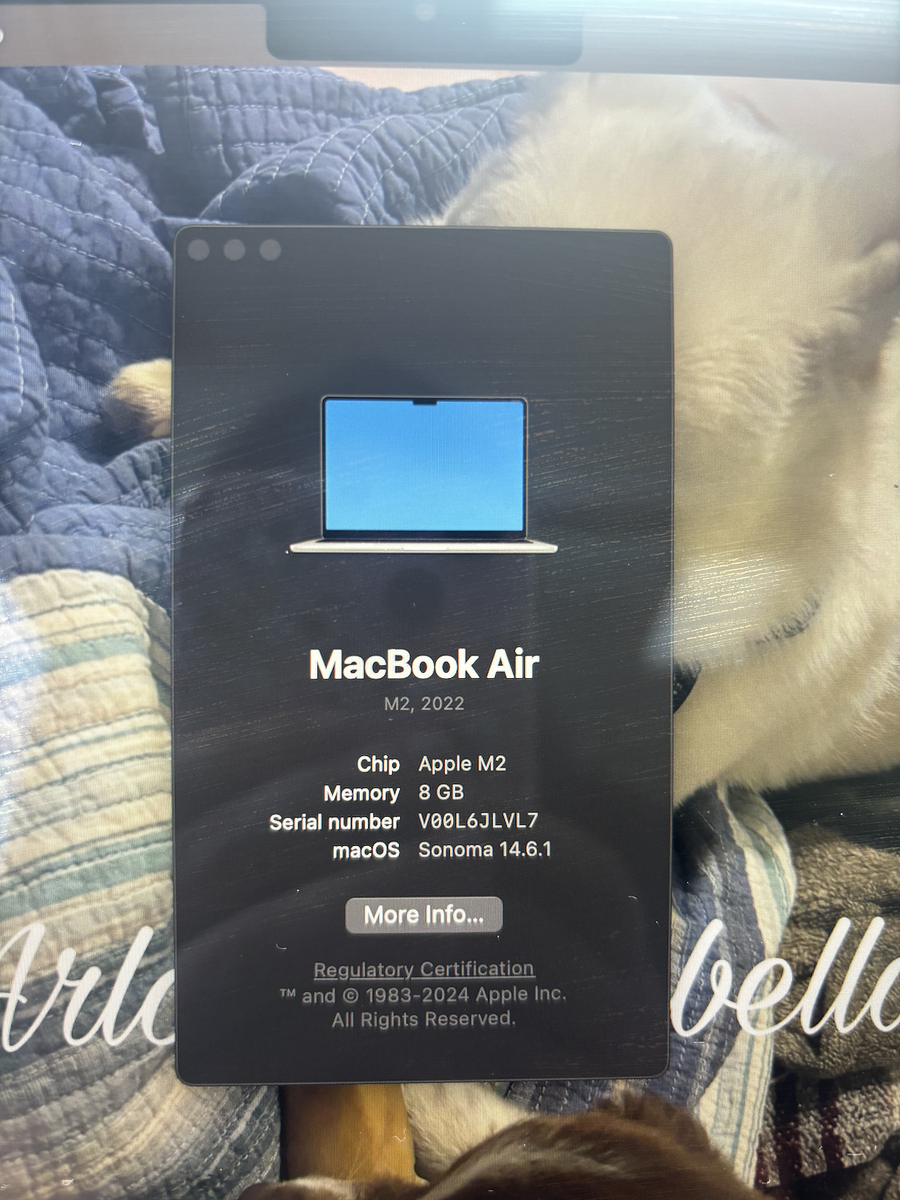 MacBook Air
M2, 2022
Chip Apple M2
Memory 8 GB
Serial number V00L6JLVL7
macOS Sonoma 14.6.1
More Info...
Regulatory Certification
™ and © 1983-2024 Apple Inc.
All Rights Reserved.